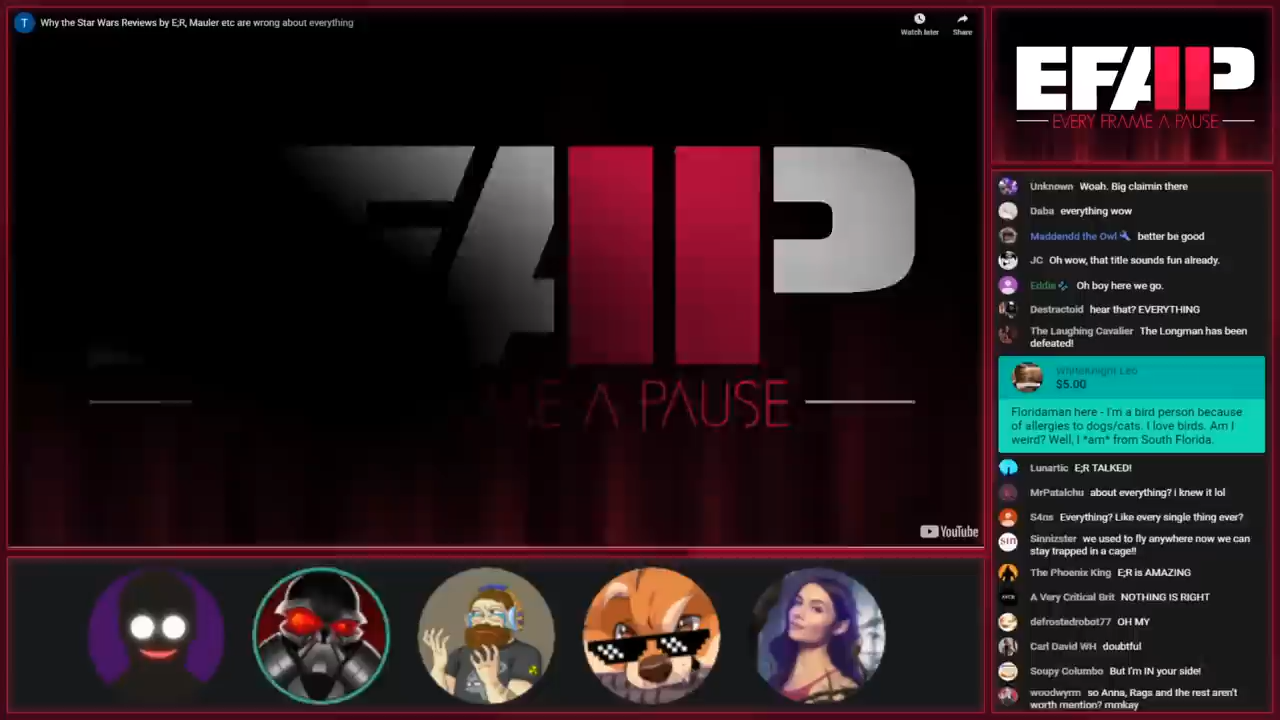 T
Why the Star Wars Reviews by E;R, Mauler etc are wrong about everything
Watch later
Share
FAP
ME A PAUSE
YouTube
EFAP
EVERY FRAME A PAUSE
Unknown Woah. Big claimin there
Daba everything wow
Maddendd the Owl better be good
JC Oh wow, that title sounds fun already.
Eddie Oh boy here we go.
Destractoid hear that? EVERYTHING
The Laughing Cavalier The Longman has been
defeated!
WhiteKnight Leo
$5.00
Floridaman here - I'm a bird person because
of allergies to dogs/cats. I love birds. Am I
weird? Well, I *am* from South Florida.
Lunartic E;R TALKED!
MrPatalchu about everything? i knew it lol
S4ns Everything? Like every single thing ever?
Sinnizster we used to fly anywhere now we can
stay trapped in a cage!!
The Phoenix King E;R is AMAZING
A Very Critical Brit NOTHING IS RIGHT
defrostedrobot77 OH MY
Carl David WH doubtful
Soupy Columbo But I'm IN your side!
woodwyrm so Anna, Rags and the rest aren't
worth mention? mmkay